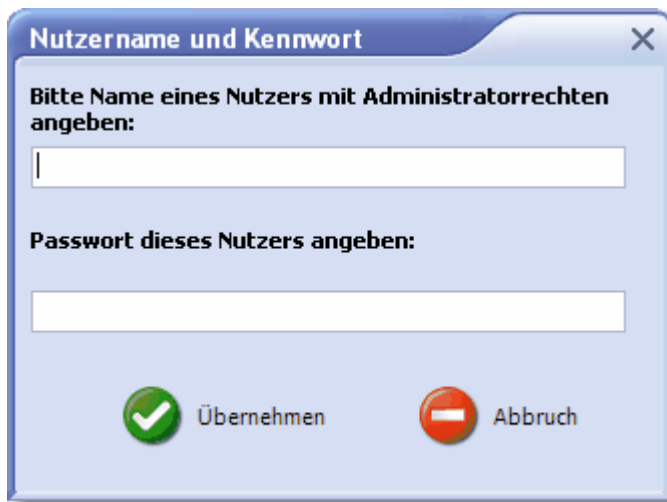 Nutzername und Kennwort
Bitte Name eines Nutzers mit Administratorrechten
angeben:
Passwort dieses Nutzers angeben:
Übernehmen
Abbruch